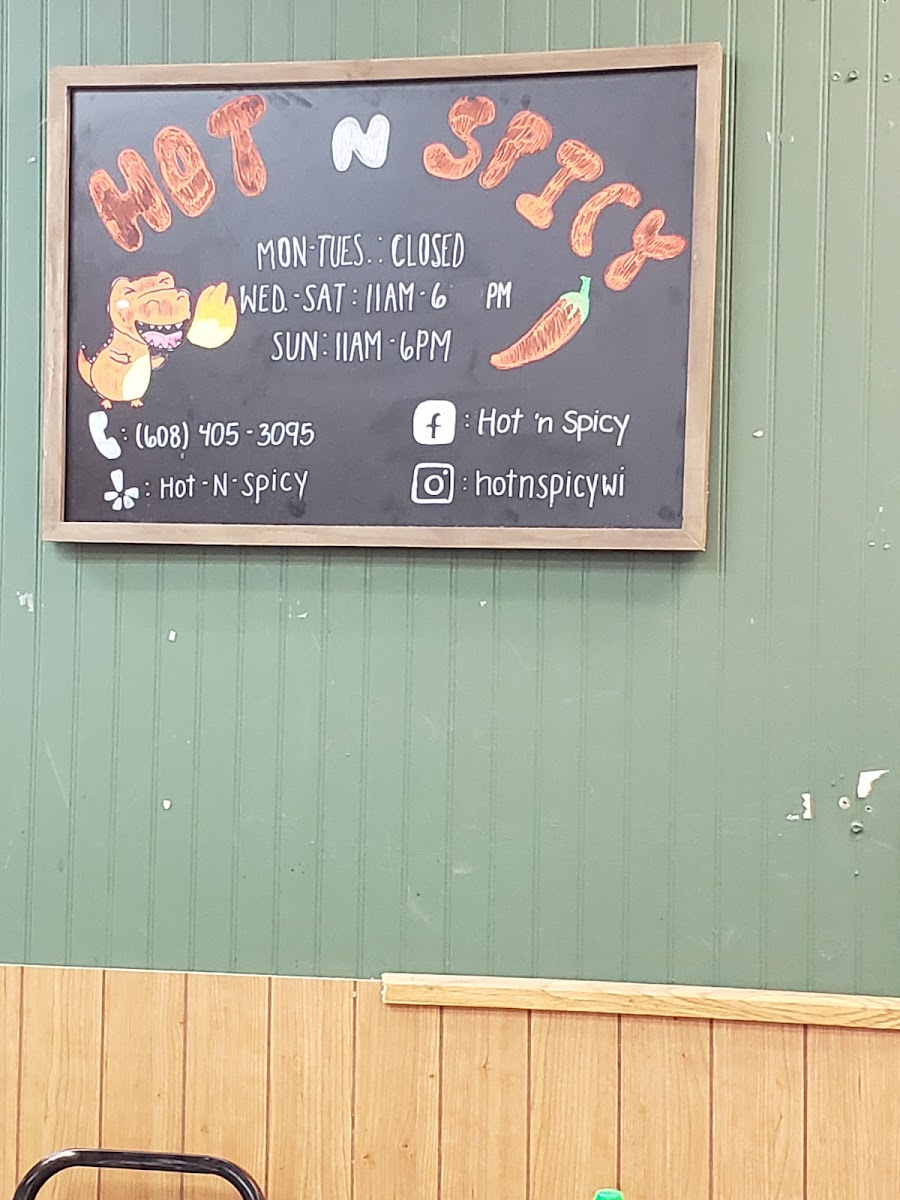 HOT N SPICY
MON-TUES.: CLOSED
WED.-SAT: 11AM-6 PM
SUN: 11AM-6PM
: (608) 405-3095
: Hot-N-Spicy
: Hot 'n Spicy
: hotnspicywi